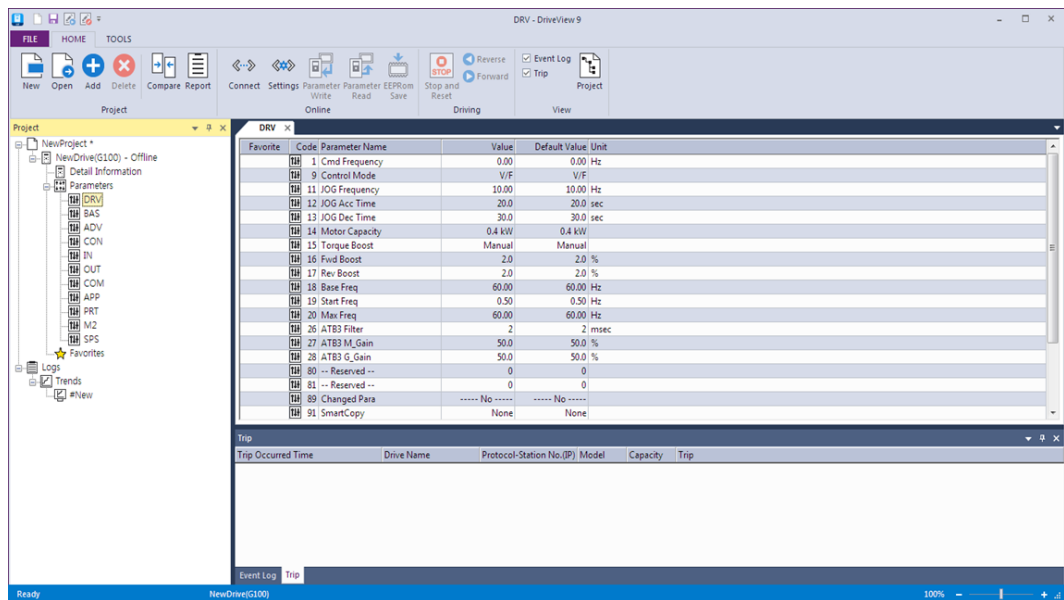 DRV - DriveView 9
FILE HOME TOOLS
New Open Add Delete Compare Report
Project
Connect Settings Parameter Write Parameter Read EEPRom Save
Online
Stop and Reset Reverse Forward
STOP
Driving
Event Log
Trip
Project
View
Project
NewProject *
NewDrive(G100) - Offline
Detail Information
Parameters
DRV
BAS
ADV
CON
IN
OUT
COM
APP
PRT
M2
SPS
Favorites
Logs
Trends
#New
DRV
Favorite Code Parameter Name Value Default Value Unit
1 Cmd Frequency 0.00 0.00 Hz
9 Control Mode V/F V/F
11 JOG Frequency 10.00 10.00 Hz
12 JOG Acc Time 20.0 20.0 sec
13 JOG Dec Time 30.0 30.0 sec
14 Motor Capacity 0.4 kW 0.4 kW
15 Torque Boost Manual Manual
16 Fwd Boost 2.0 2.0 %
17 Rev Boost 2.0 2.0 %
18 Base Freq 60.00 60.00 Hz
19 Start Freq 0.50 0.50 Hz
20 Max Freq 60.00 60.00 Hz
26 ATB3 Filter 2 2 msec
27 ATB3 M_Gain 50.0 50.0 %
28 ATB3 G_Gain 50.0 50.0 %
80 -- Reserved -- 0 0
81 -- Reserved -- 0 0
89 Changed Para ----- No ----- ----- No -----
91 SmartCopy None None
Trip
Trip Occurred Time Drive Name Protocol-Station No.(IP) Model Capacity Trip
Event Log Trip
Ready NewDrive(G100) 100%